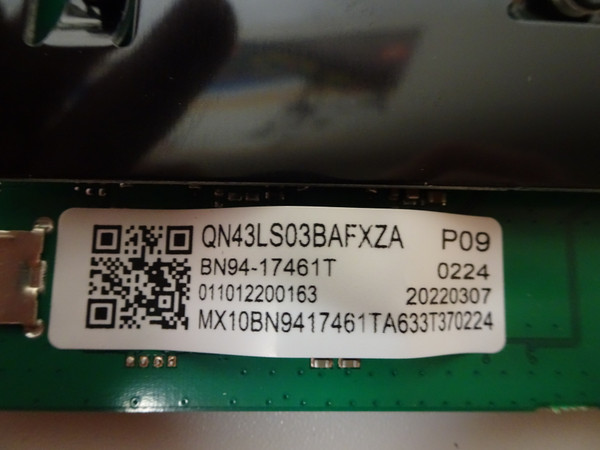 QN43LS03BAFXZA P09
BN94-17461T 0224
011012200163 20220307
MX10BN9417461TA633T370224